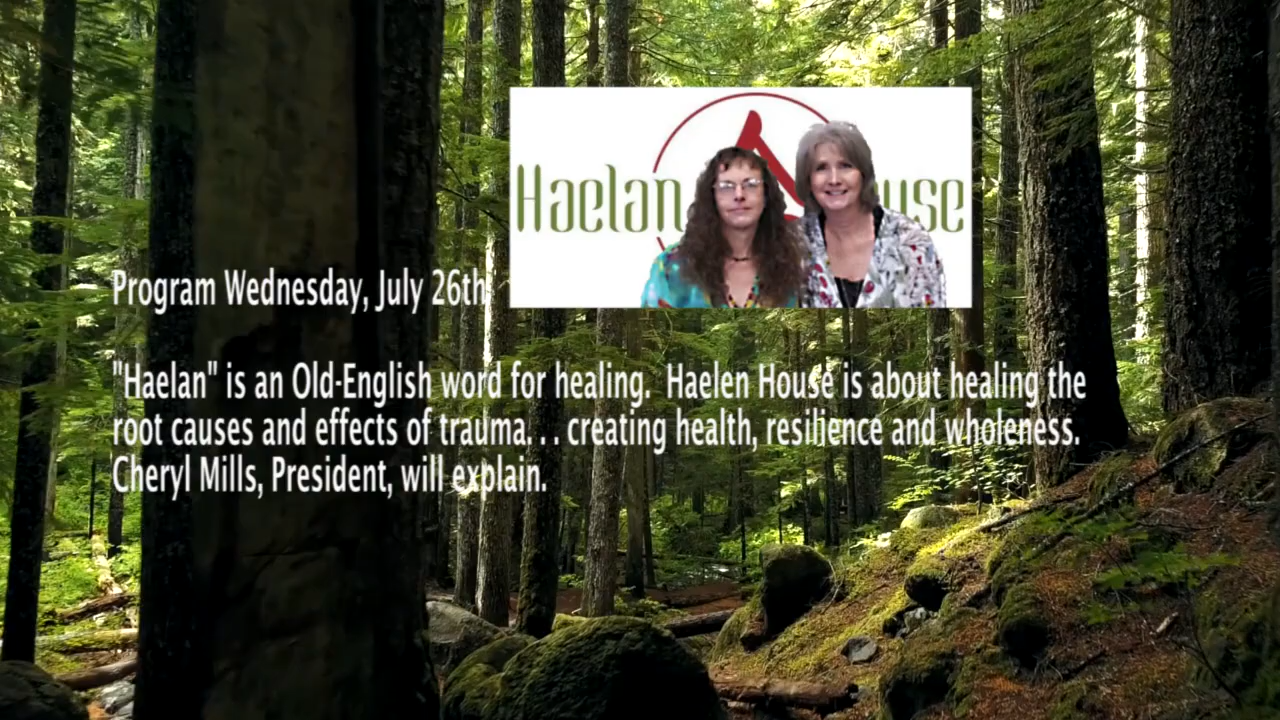 Haelan ouse
Program Wednesday, July 26th
"Haelan" is an Old-English word for healing. Haelen House is about healing the
root causes and effects of trauma. . . creating health, resilience and wholeness.
Cheryl Mills, President, will explain.